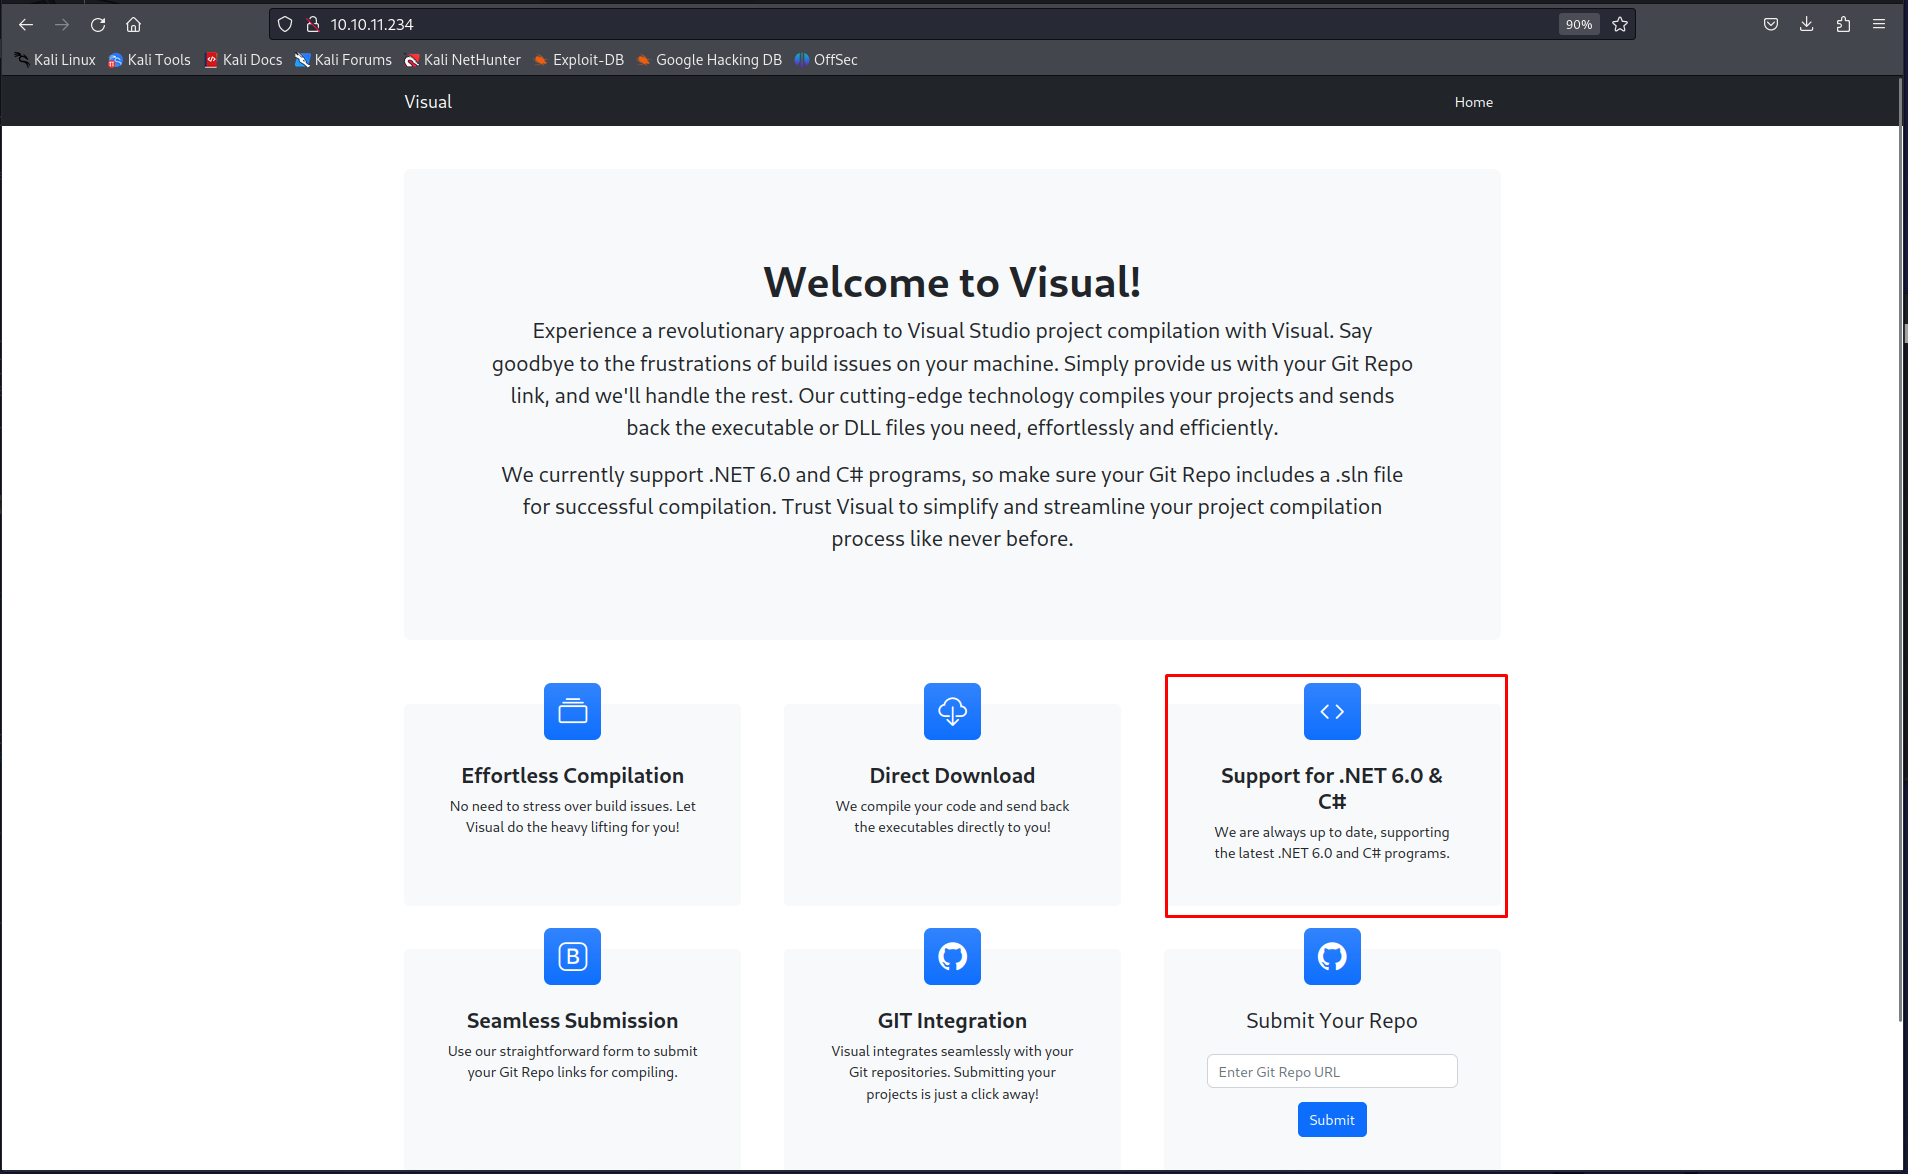 10.10.11.234
90%
Kali Linux
Kali Tools
Kali Docs
Kali Forums
Kali NetHunter
Exploit-DB
Google Hacking DB
OffSec
Visual
Home
Welcome to Visual!
Experience a revolutionary approach to Visual Studio project compilation with Visual. Say
goodbye to the frustrations of build issues on your machine. Simply provide us with your Git Repo
link, and we'll handle the rest. Our cutting-edge technology compiles your projects and sends
back the executable or DLL files you need, effortlessly and efficiently.
We currently support .NET 6.0 and C# programs, so make sure your Git Repo includes a .sln file
for successful compilation. Trust Visual to simplify and streamline your project compilation
process like never before.
Effortless Compilation
No need to stress over build issues. Let
Visual do the heavy lifting for you!
Direct Download
We compile your code and send back
the executables directly to you!
Support for .NET 6.0 &
C#
We are always up to date, supporting
the latest .NET 6.0 and C# programs.
B
Seamless Submission
Use our straightforward form to submit
your Git Repo links for compiling.
GIT Integration
Visual integrates seamlessly with your
Git repositories. Submitting your
projects is just a click away!
Submit Your Repo
Enter Git Repo URL
Submit